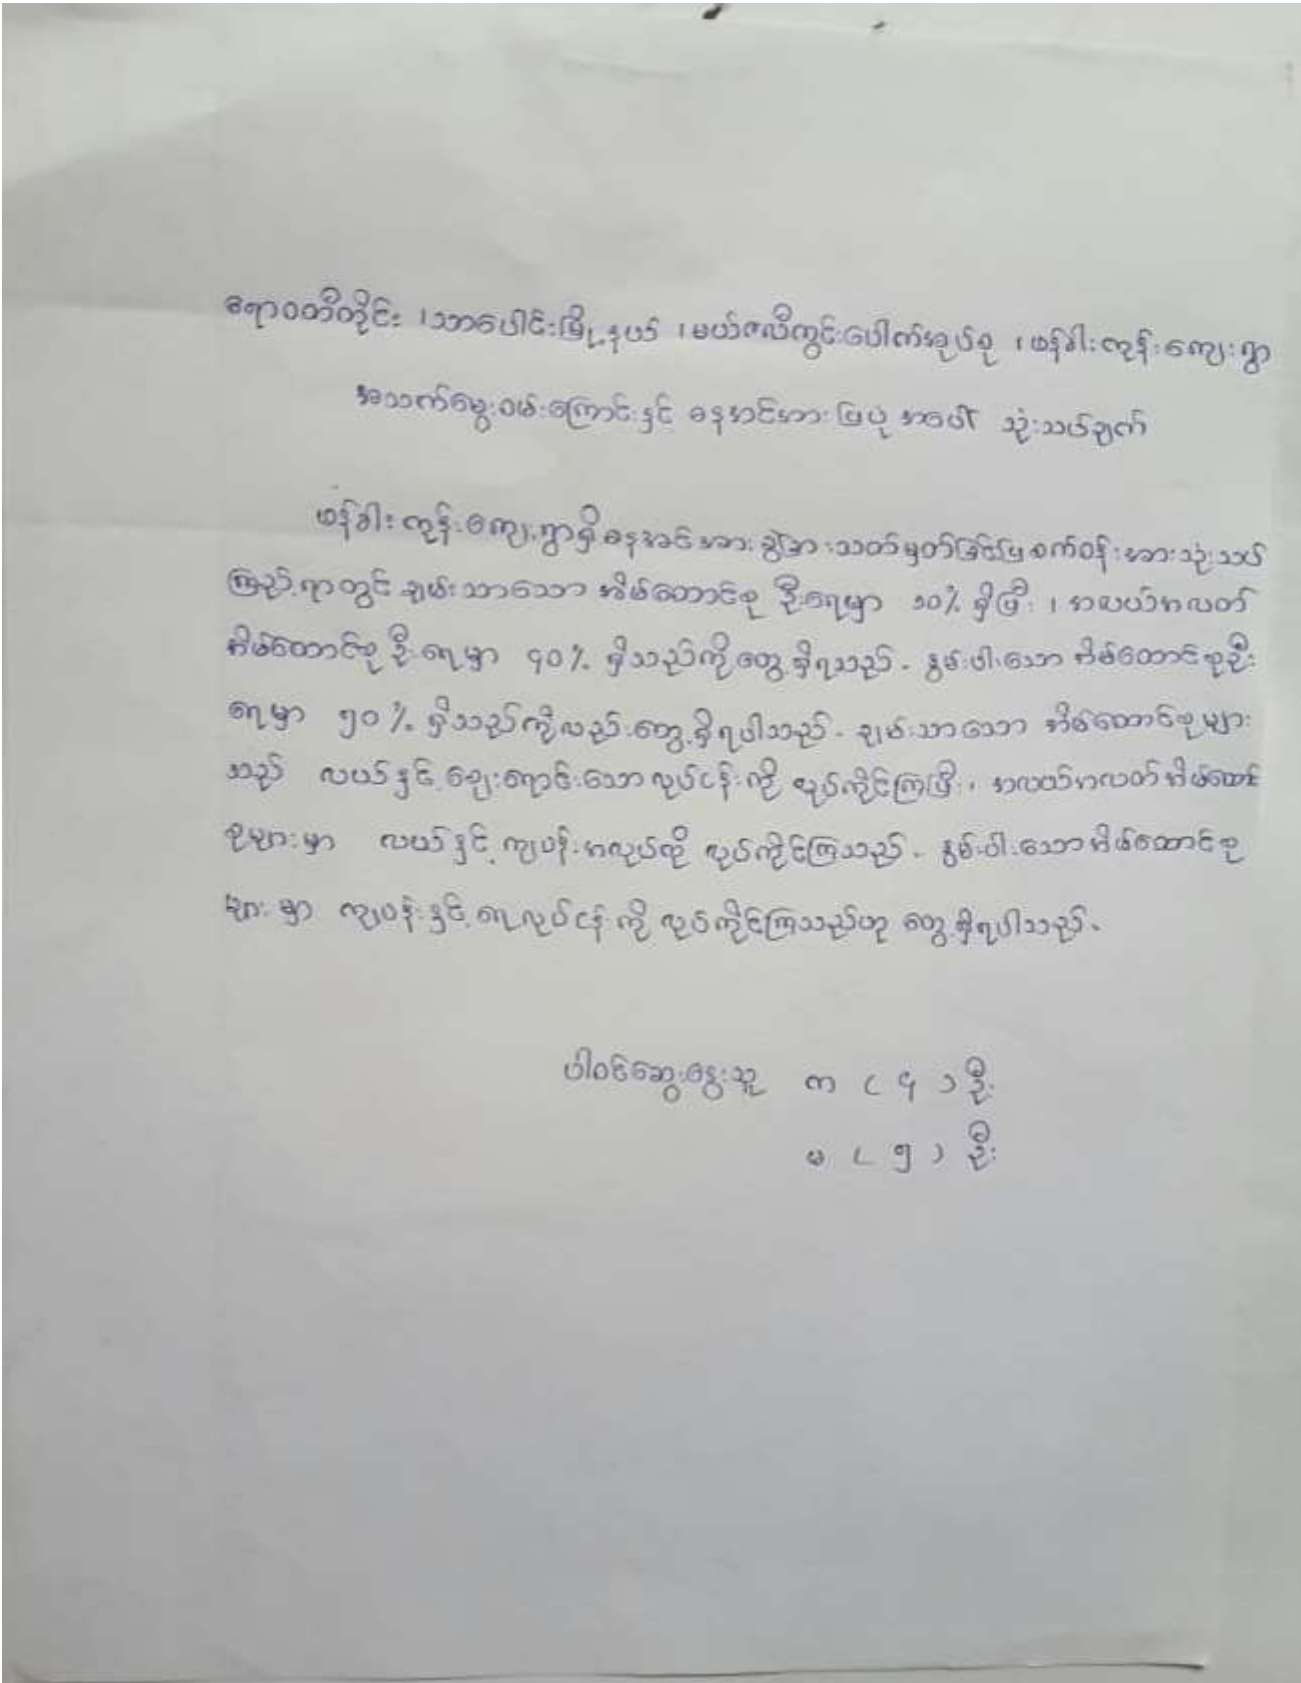 ဧရာဝတီတိုင်း ၊သာပေါင်းမြို့နယ် ၊မယ်ဇလီကွင်းပေါက်အုပ်စု ၊ဖန်ခါးကုန်းကျေးရွာ
အသက်မွေးဝမ်းကြောင်းနှင့် ဓနအင်အားပြပုံ အပေါ် သုံးသပ်ချက်
ဖန်ခါးကုန်းကျေးရွာရှိဓနအင်အားခွဲခြားသတ်မှတ်ခြင်းပြစက်ဝန်းအားသုံးသပ်
ကြည့်ရာတွင် ချမ်းသာသော အိမ်ထောင်စု ဦးရေမှာ ၁၀% ရှိပြီး ၊ အလယ်အလတ်
အိမ်ထောင်စုဦးရေမှာ ၄၀% ရှိသည်ကိုတွေ့ရှိရသည်။ နွမ်းပါးသော အိမ်ထောင်စုဦး
ရေမှာ ၅၀% ရှိသည်ကိုလည်းတွေ့ရှိရပါသည်။ ချမ်းသာသော အိမ်ထောင်စုများ
သည် လယ်နှင့်ဈေးရောင်းသောလုပ်ငန်းကို လုပ်ကိုင်ကြပြီး၊ အလယ်အလတ်အိမ်ထောင်
စုများမှာ လယ်နှင့်ကျပန်းအလုပ်ကို လုပ်ကိုင်ကြသည်။ နွမ်းပါးသောအိမ်ထောင်စု
များမှာ ကျပန်းနှင့်ရေလုပ်ငန်းကို လုပ်ကိုင်ကြသည်ဟု တွေ့ရှိရပါသည်။
ပါဝင်ဆွေးနွေးသူ က ( ၄ ) ဦး
မ ( ၅ ) ဦး